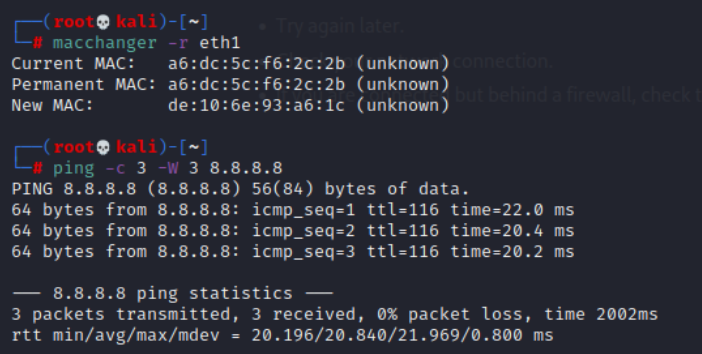 ┌──(root💀kali)-[~]
└─# macchanger -r eth1
Current MAC:   a6:dc:5c:f6:2c:2b (unknown)
Permanent MAC: a6:dc:5c:f6:2c:2b (unknown)
New MAC:       de:10:6e:93:a6:1c (unknown)
┌──(root💀kali)-[~]
└─# ping -c 3 -W 3 8.8.8.8
PING 8.8.8.8 (8.8.8.8) 56(84) bytes of data.
64 bytes from 8.8.8.8: icmp_seq=1 ttl=116 time=22.0 ms
64 bytes from 8.8.8.8: icmp_seq=2 ttl=116 time=20.4 ms
64 bytes from 8.8.8.8: icmp_seq=3 ttl=116 time=20.2 ms
--- 8.8.8.8 ping statistics ---
3 packets transmitted, 3 received, 0% packet loss, time 2002ms
rtt min/avg/max/mdev = 20.196/20.840/21.969/0.800 ms
• Try again later.
connection.
but behind a firewall, check t